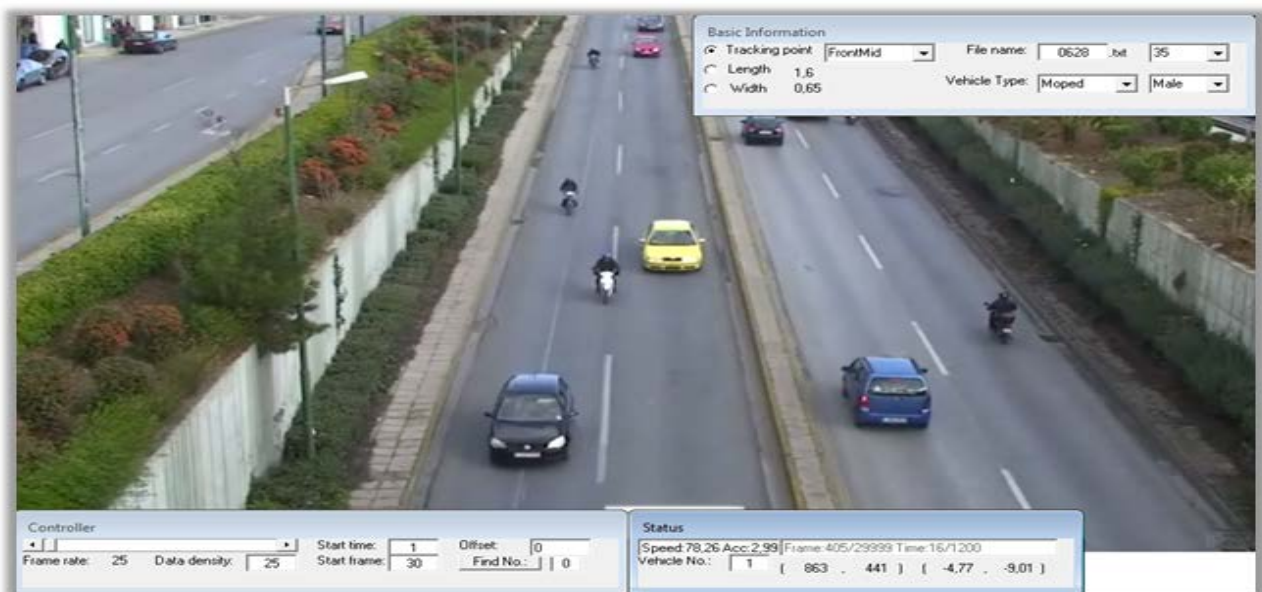 Basic Information
Tracking point FrontMid File name: 0628 .txt 35
Length 1,6
Width 0,65 Vehicle Type: Moped Male
Controller
Frame rate: 25 Data density: 25 Start time: 1 Offset: 0
Start frame: 30 Find No.: 0
Status
Speed:78,26 Acc:2,99 Frame:405/29999 Time:16/1200
Vehicle No.: 1 ( 863 , 441 ) ( -4,77 , -9,01 )